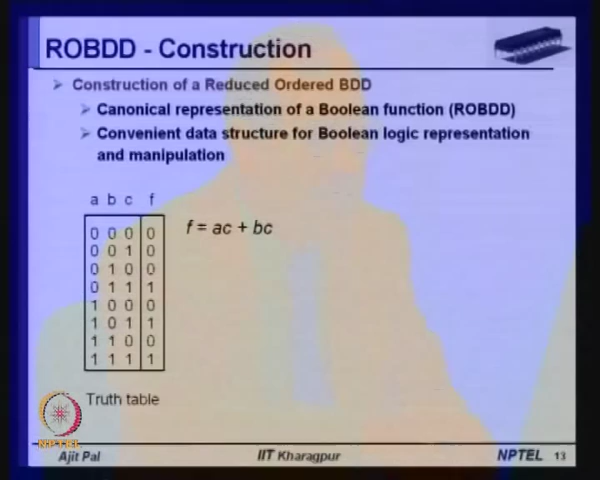 ROBDD - Construction
Construction of a Reduced Ordered BDD
Canonical representation of a Boolean function (ROBDD)
Convenient data structure for Boolean logic representation
and manipulation
a b c f
0 0 0 0
0 0 1 0
0 1 0 0
0 1 1 1
1 0 0 0
1 0 1 1
1 1 0 0
1 1 1 1
f = ac + bc
Truth table
NPTEL
Ajit Pal IIT Kharagpur NPTEL 13